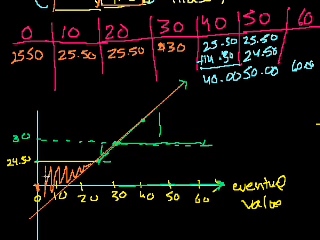 0 10 20 30 40 50 60
25.50 25.50 25.50 $30 25.50 25.50
14.50 24.50
40.00 50.00 60.00
30
24.50
0 10 20 30 40 50 60 eventual
value